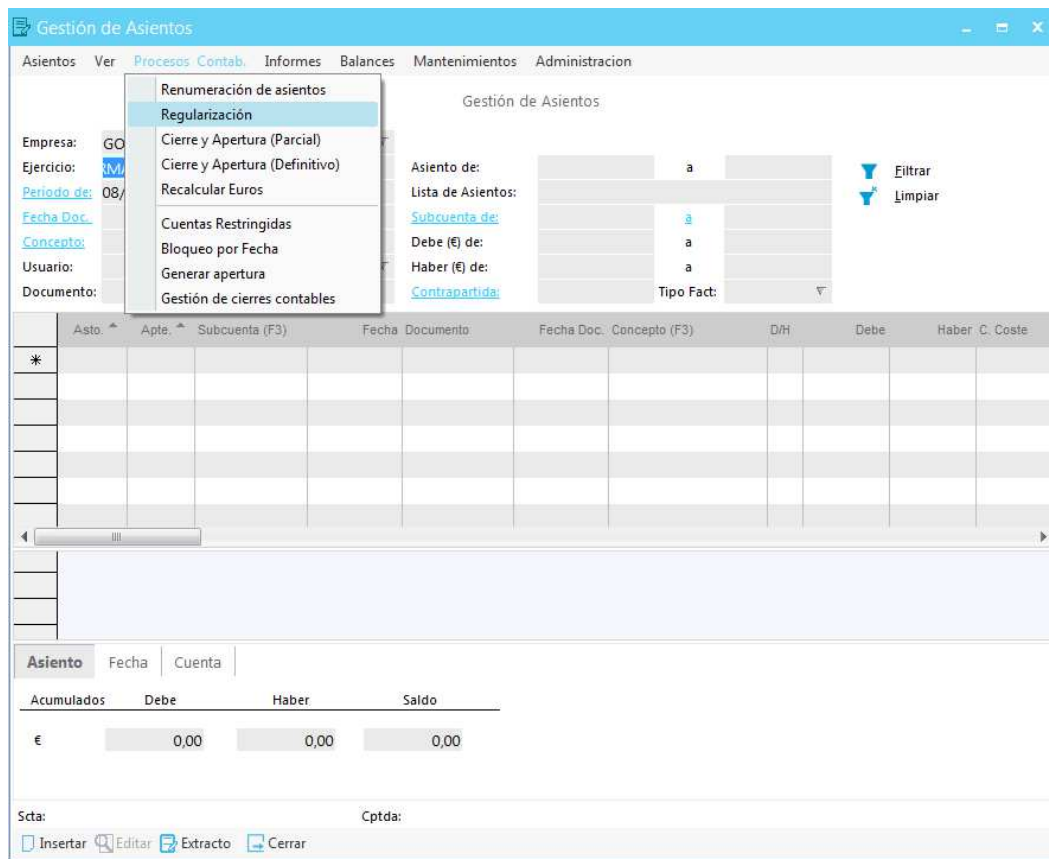 Gestión de Asientos
Asientos Ver Procesos Contab. Informes Balances Mantenimientos Administracion
Renumeración de asientos
Regularización
Cierre y Apertura (Parcial)
Cierre y Apertura (Definitivo)
Recalcular Euros
Cuentas Restringidas
Bloqueo por Fecha
Generar apertura
Gestión de cierres contables
Gestión de Asientos
Empresa: GO
Ejercicio: Asiento de: a Filtrar
Periodo de: 08/ Lista de Asientos: Limpiar
Fecha Doc. Subcuenta de: a
Concepto: Debe (€) de: a
Usuario: Haber (€) de: a
Documento: Contrapartida: Tipo Fact:
Asto. Apte. Subcuenta (F3) Fecha Documento Fecha Doc. Concepto (F3) D/H Debe Haber C. Coste
Asiento Fecha Cuenta
Acumulados Debe Haber Saldo
€ 0,00 0,00 0,00
Scta: Cptda:
Insertar Editar Extracto Cerrar